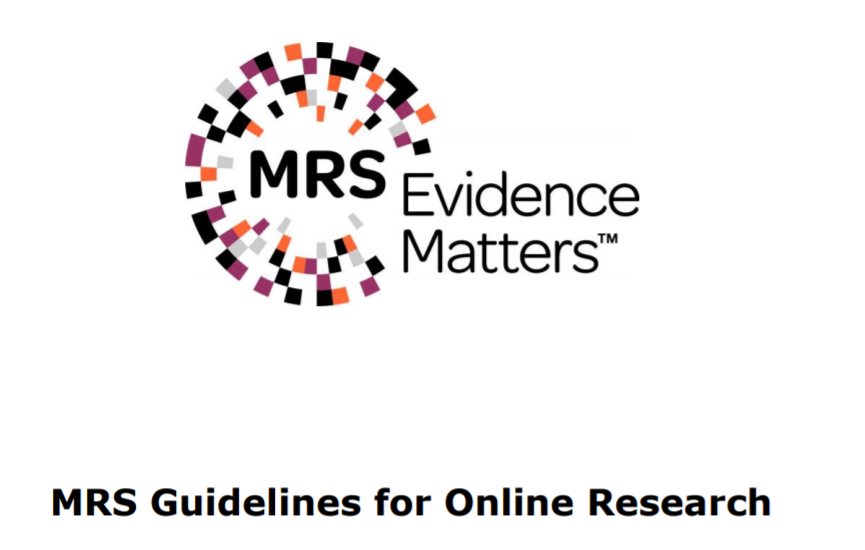 MRS
Evidence
Matters™
MRS Guidelines for Online Research